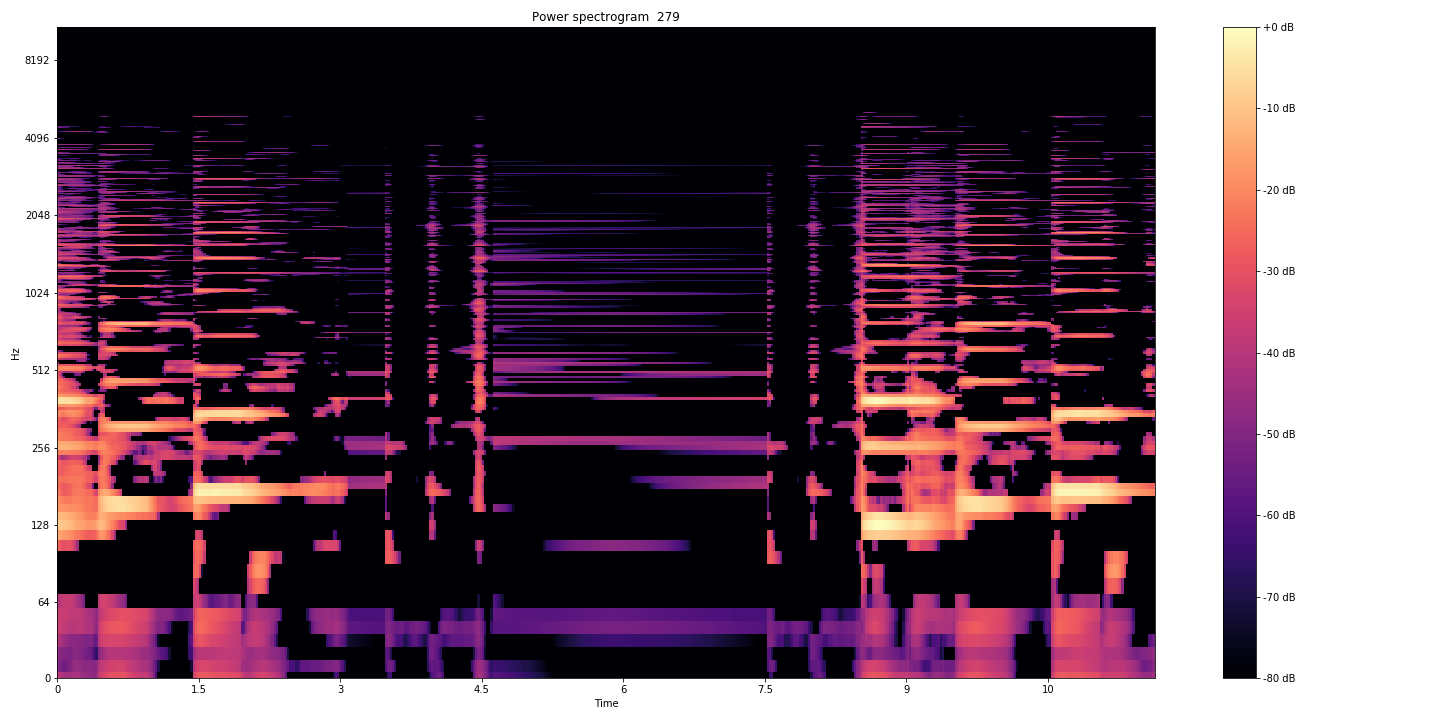 Power spectrogram 279
Hz
8192
4096
2048
1024
512
256
128
64
0
0 1.5 3 4.5 6 7.5 9 10
Time
+0 dB
-10 dB
-20 dB
-30 dB
-40 dB
-50 dB
-60 dB
-70 dB
-80 dB